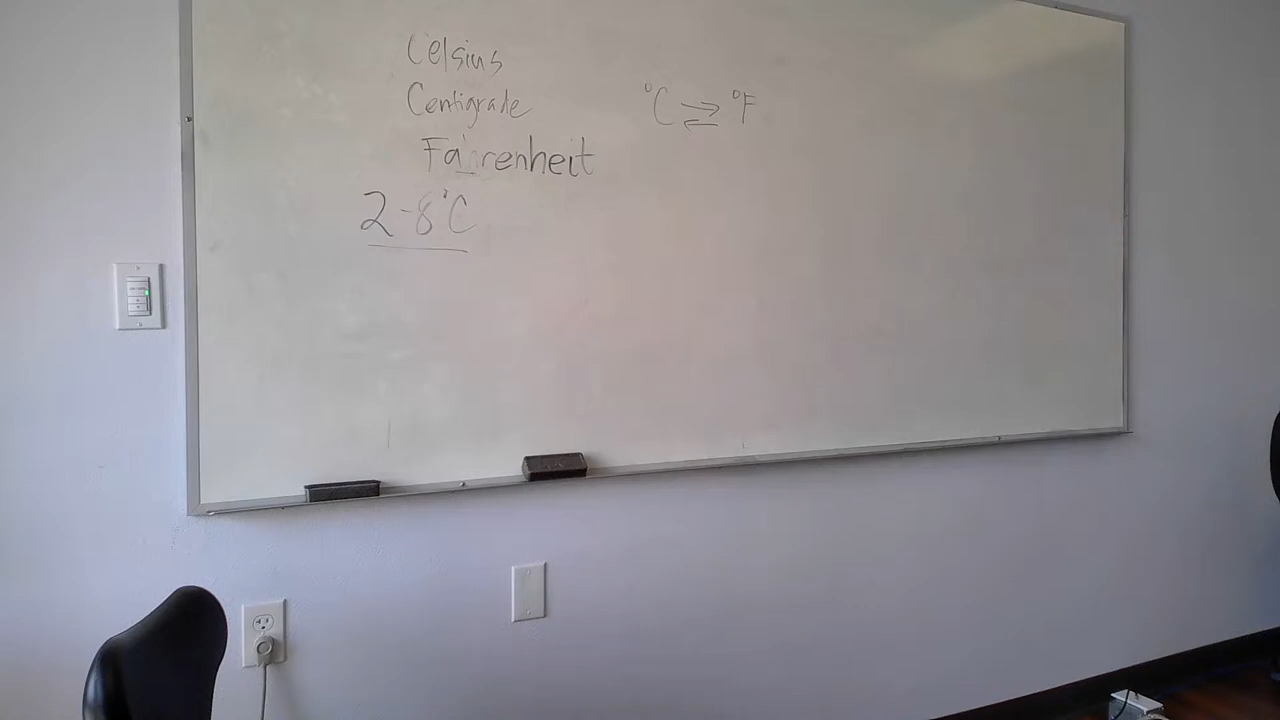 Celsius
Centigrade
°C ⇌ °F
Fahrenheit
2-8°C